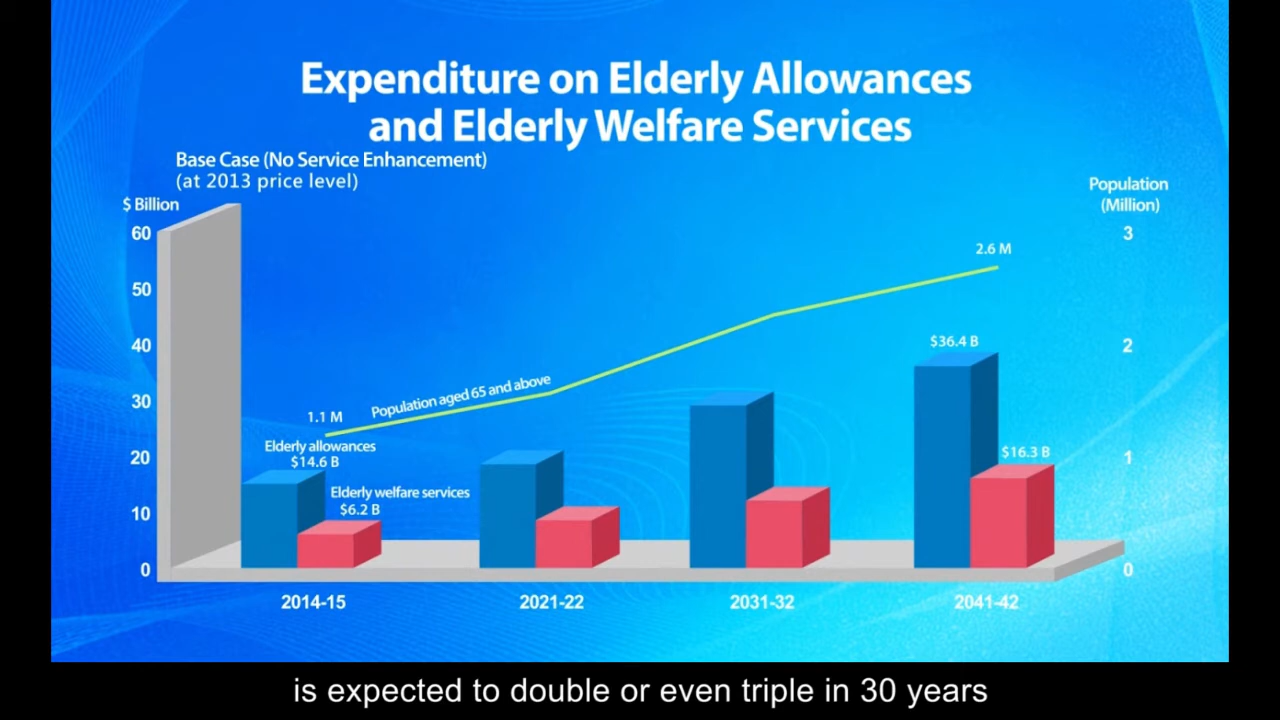 Expenditure on Elderly Allowances
and Elderly Welfare Services
Base Case (No Service Enhancement)
(at 2013 price level)
$ Billion
60
50
40
30
20
10
0
Population
(Million)
3
2
1
0
1.1 M
Population aged 65 and above
2.6 M
Elderly allowances
$14.6 B
Elderly welfare services
$6.2 B
$36.4 B
$16.3 B
2014-15
2021-22
2031-32
2041-42
is expected to double or even triple in 30 years